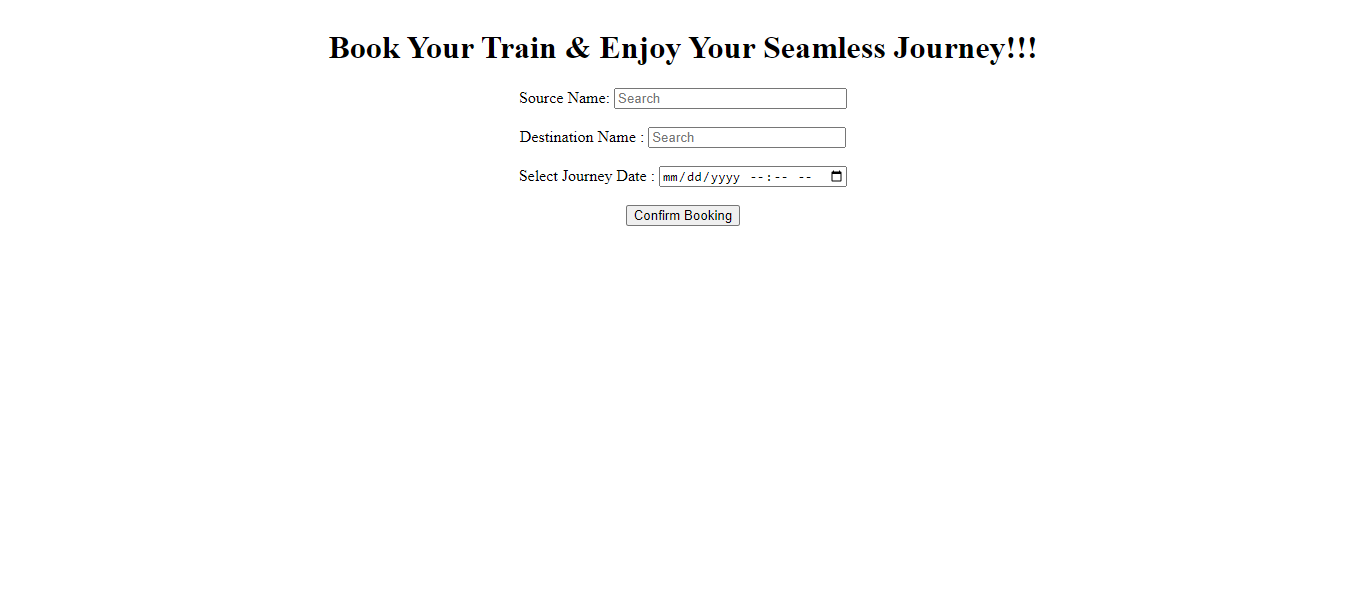 Book Your Train & Enjoy Your Seamless Journey!!!
Source Name: Search
Destination Name : Search
Select Journey Date : mm/dd/yyyy --:-- --
Confirm Booking